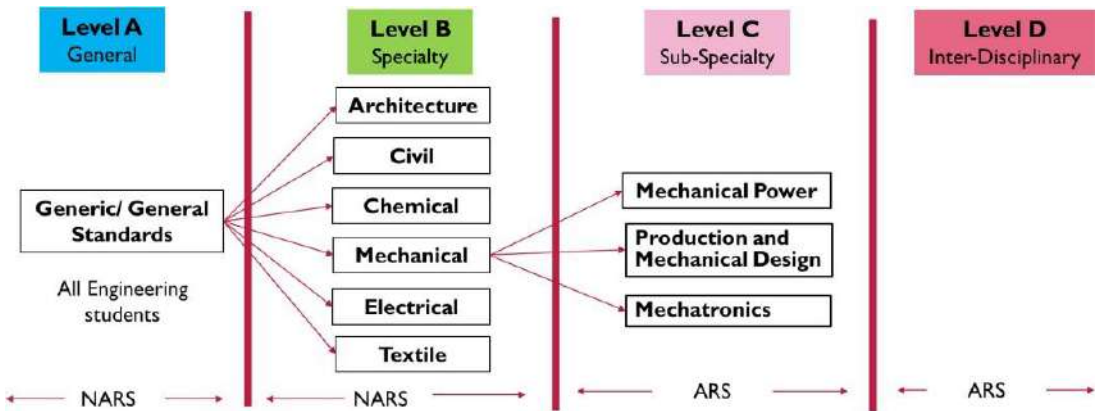 Level A
General
Level B
Specialty
Level C
Sub-Specialty
Level D
Inter-Disciplinary
Generic/ General
Standards
All Engineering
students
Architecture
Civil
Chemical
Mechanical
Electrical
Textile
Mechanical Power
Production and
Mechanical Design
Mechatronics
NARS
NARS
ARS
ARS